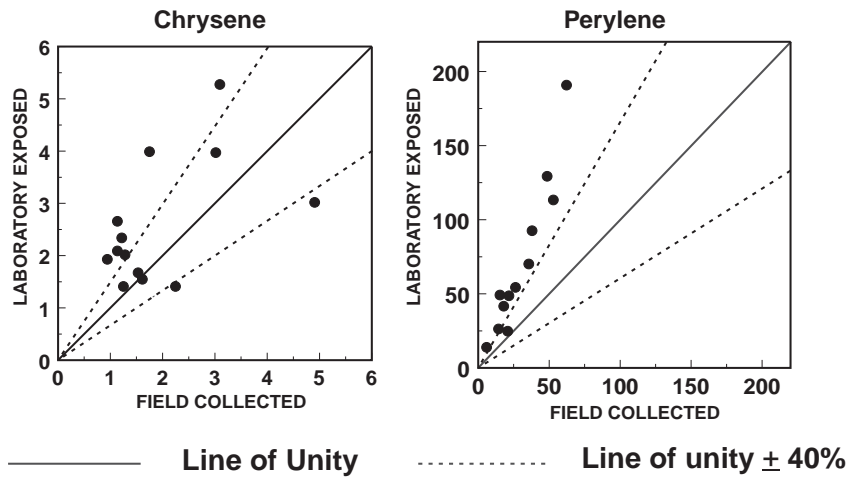 Chrysene
6
5
4
3
2
1
0
LABORATORY EXPOSED
0 1 2 3 4 5 6
FIELD COLLECTED
Perylene
200
150
100
50
0
LABORATORY EXPOSED
0 50 100 150 200
FIELD COLLECTED
Line of Unity
Line of unity ± 40%